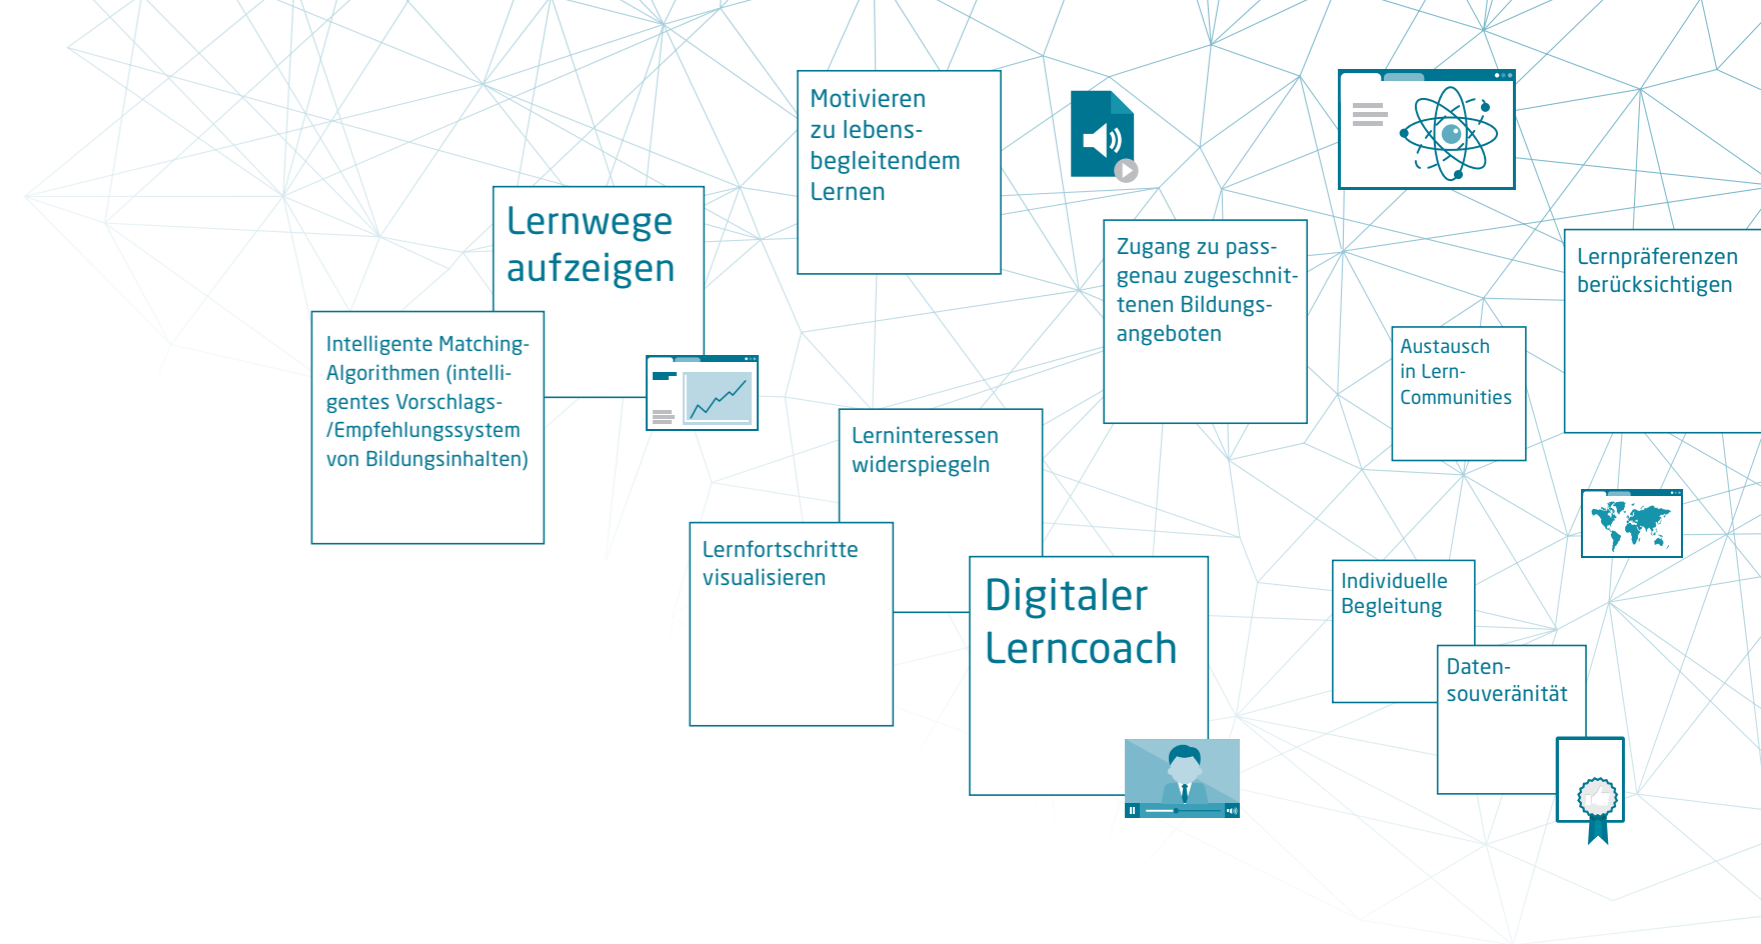 Motivieren
zu lebens-
begleitendem
Lernen
Lernwege
aufzeigen
Zugang zu pass-
genau zugeschnit-
tenen Bildungs-
angeboten
Lernpräferenzen
berücksichtigen
Intelligente Matching-
Algorithmen (intelli-
gentes Vorschlags-
/Empfehlungssystem
von Bildungsinhalten)
Austausch
in Lern-
Communities
Lerninteressen
widerspiegeln
Lernfortschritte
visualisieren
Digitaler
Lerncoach
Individuelle
Begleitung
Daten-
souveränität